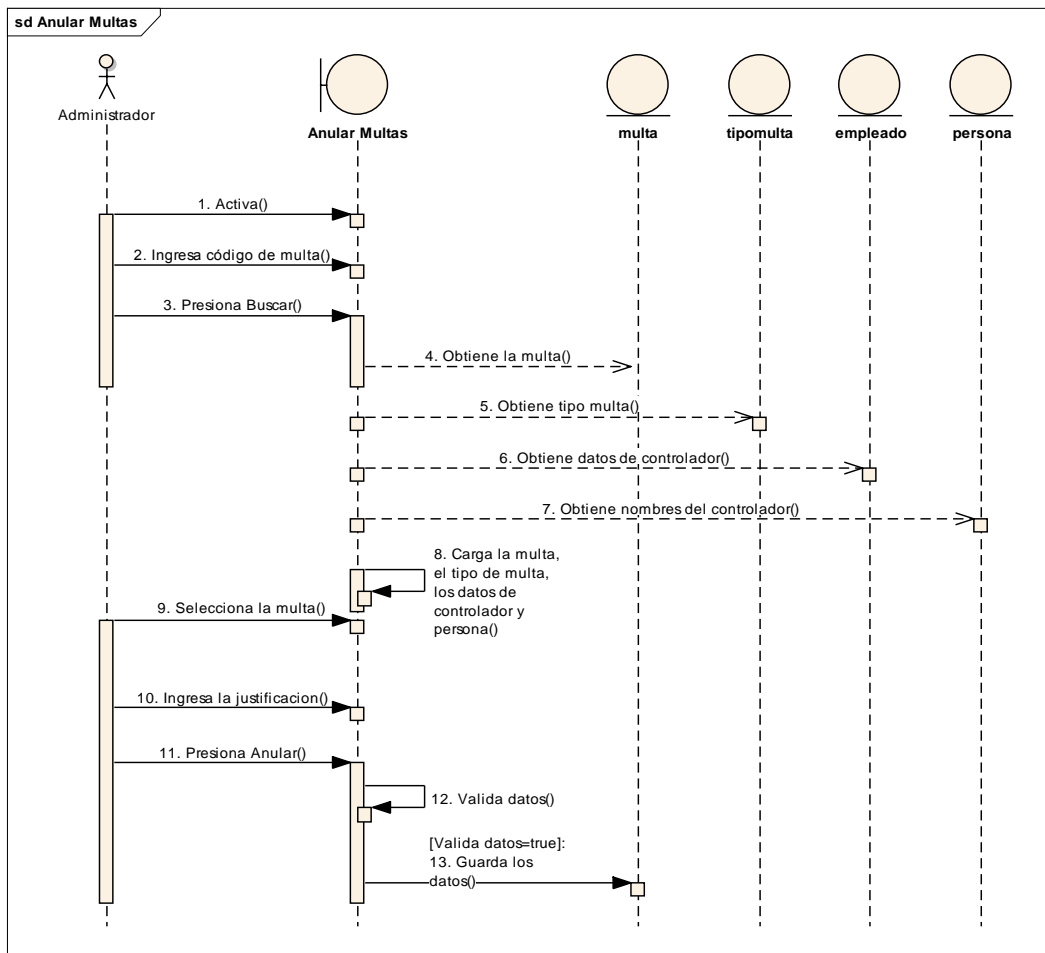 sd Anular Multas
Administrador
Anular Multas
multa
tipomulta
empleado
persona
1. Activa()
2. Ingresa código de multa()
3. Presiona Buscar()
4. Obtiene la multa()
5. Obtiene tipo multa()
6. Obtiene datos de controlador()
7. Obtiene nombres del controlador()
8. Carga la multa,
el tipo de multa,
los datos de
controlador y
persona()
9. Selecciona la multa()
10. Ingresa la justificacion()
11. Presiona Anular()
12. Valida datos()
[Valida datos=true]:
13. Guarda los
datos()